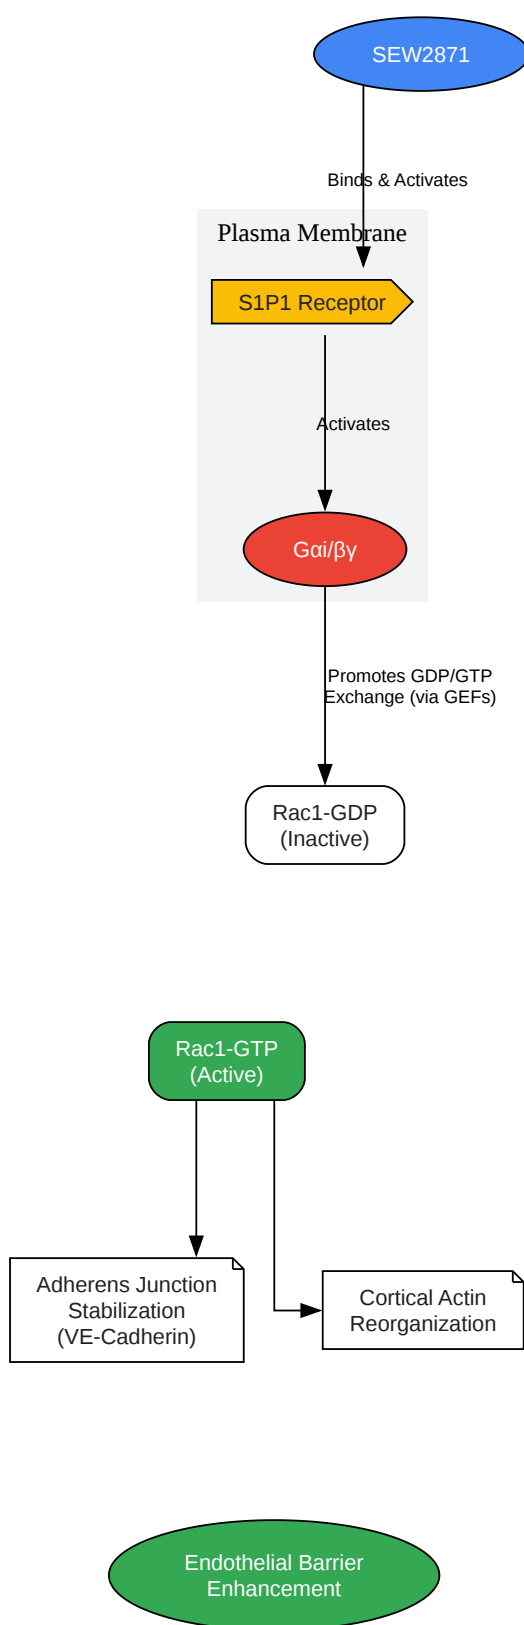 SEW2871
Binds & Activates
Plasma Membrane
S1P1 Receptor
Activates
Gαi/βγ
Promotes GDP/GTP
Exchange (via GEFs)
Rac1-GDP
(Inactive)
Rac1-GTP
(Active)
Adherens Junction
Stabilization
(VE-Cadherin)
Cortical Actin
Reorganization
Endothelial Barrier
Enhancement